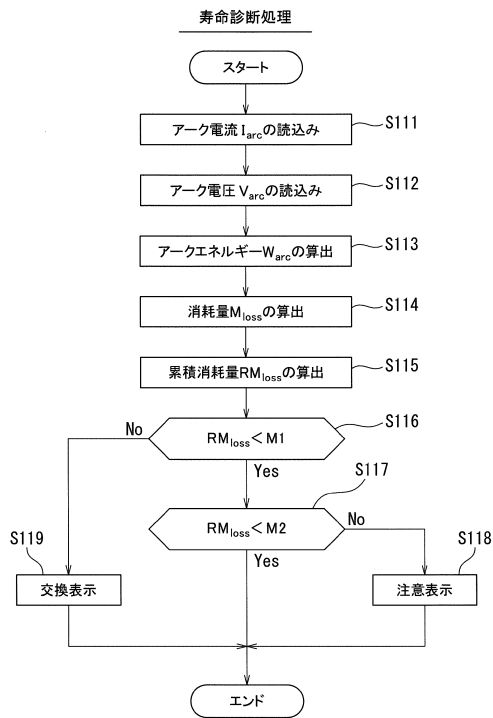 寿命診断処理
スタート
アーク電流Iarcの読込み
S111
アーク電圧Varcの読込み
S112
アークエネルギーWarcの算出
S113
消耗量Mlossの算出
S114
累積消耗量RMlossの算出
S115
RMloss<M1
S116
No
Yes
RMloss<M2
S117
No
Yes
S119
交換表示
S118
注意表示
エンド